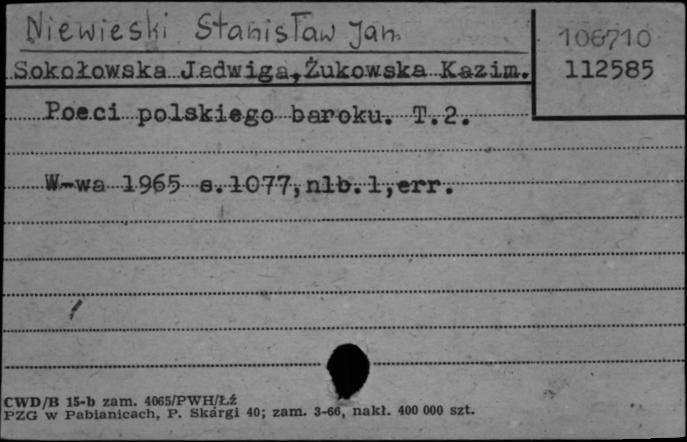 Niewieski Stanisław Jan
106710
Sokołowska Jadwiga, Żukowska Kazim.
112585
Poeci polskiego baroku. T.2.
W-wa 1965 s.1077,nlb.1,err.
CWD/B 15-b zam. 4065/PWH/Łź
PZG w Pabianicach, P. Skargi 40; zam. 3-66, nakł. 400 000 szt.